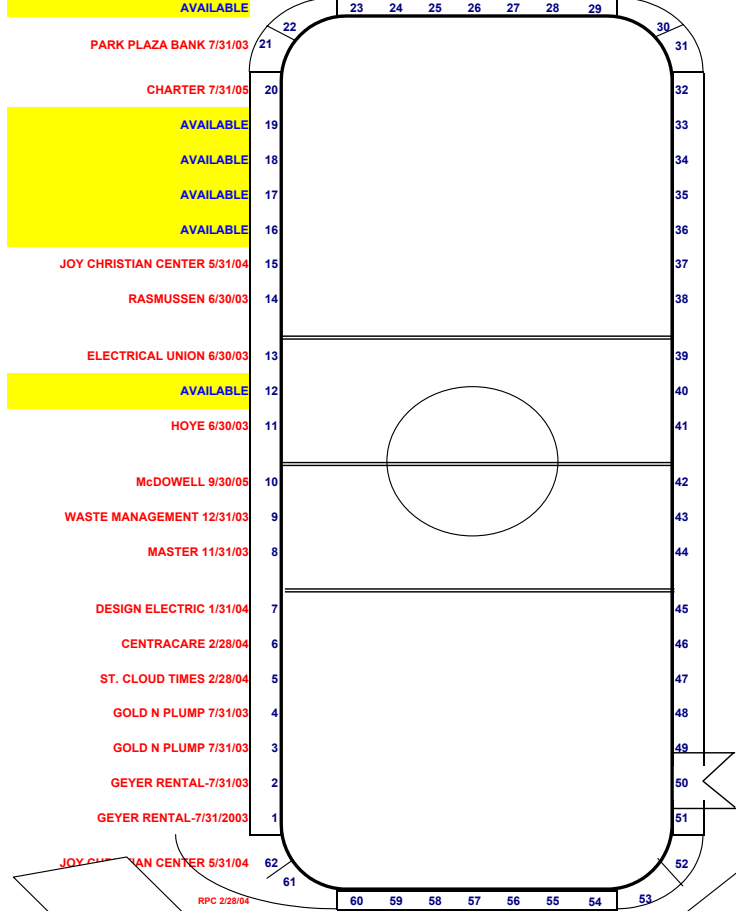 AVAILABLE 23 24 25 26 27 28 29
22 30
PARK PLAZA BANK 7/31/03 21 31
CHARTER 7/31/05 20 32
AVAILABLE 19 33
AVAILABLE 18 34
AVAILABLE 17 35
AVAILABLE 16 36
JOY CHRISTIAN CENTER 5/31/04 15 37
RASMUSSEN 6/30/03 14 38
ELECTRICAL UNION 6/30/03 13 39
AVAILABLE 12 40
HOYE 6/30/03 11 41
McDOWELL 9/30/05 10 42
WASTE MANAGEMENT 12/31/03 9 43
MASTER 11/31/03 8 44
DESIGN ELECTRIC 1/31/04 7 45
CENTRACARE 2/28/04 6 46
ST. CLOUD TIMES 2/28/04 5 47
GOLD N PLUMP 7/31/03 4 48
GOLD N PLUMP 7/31/03 3 49
GEYER RENTAL-7/31/03 2 50
GEYER RENTAL-7/31/2003 1 51
JOY CENTER 5/31/04 62 52
61
RPC 2/28/04 60 59 58 57 56 55 54 53